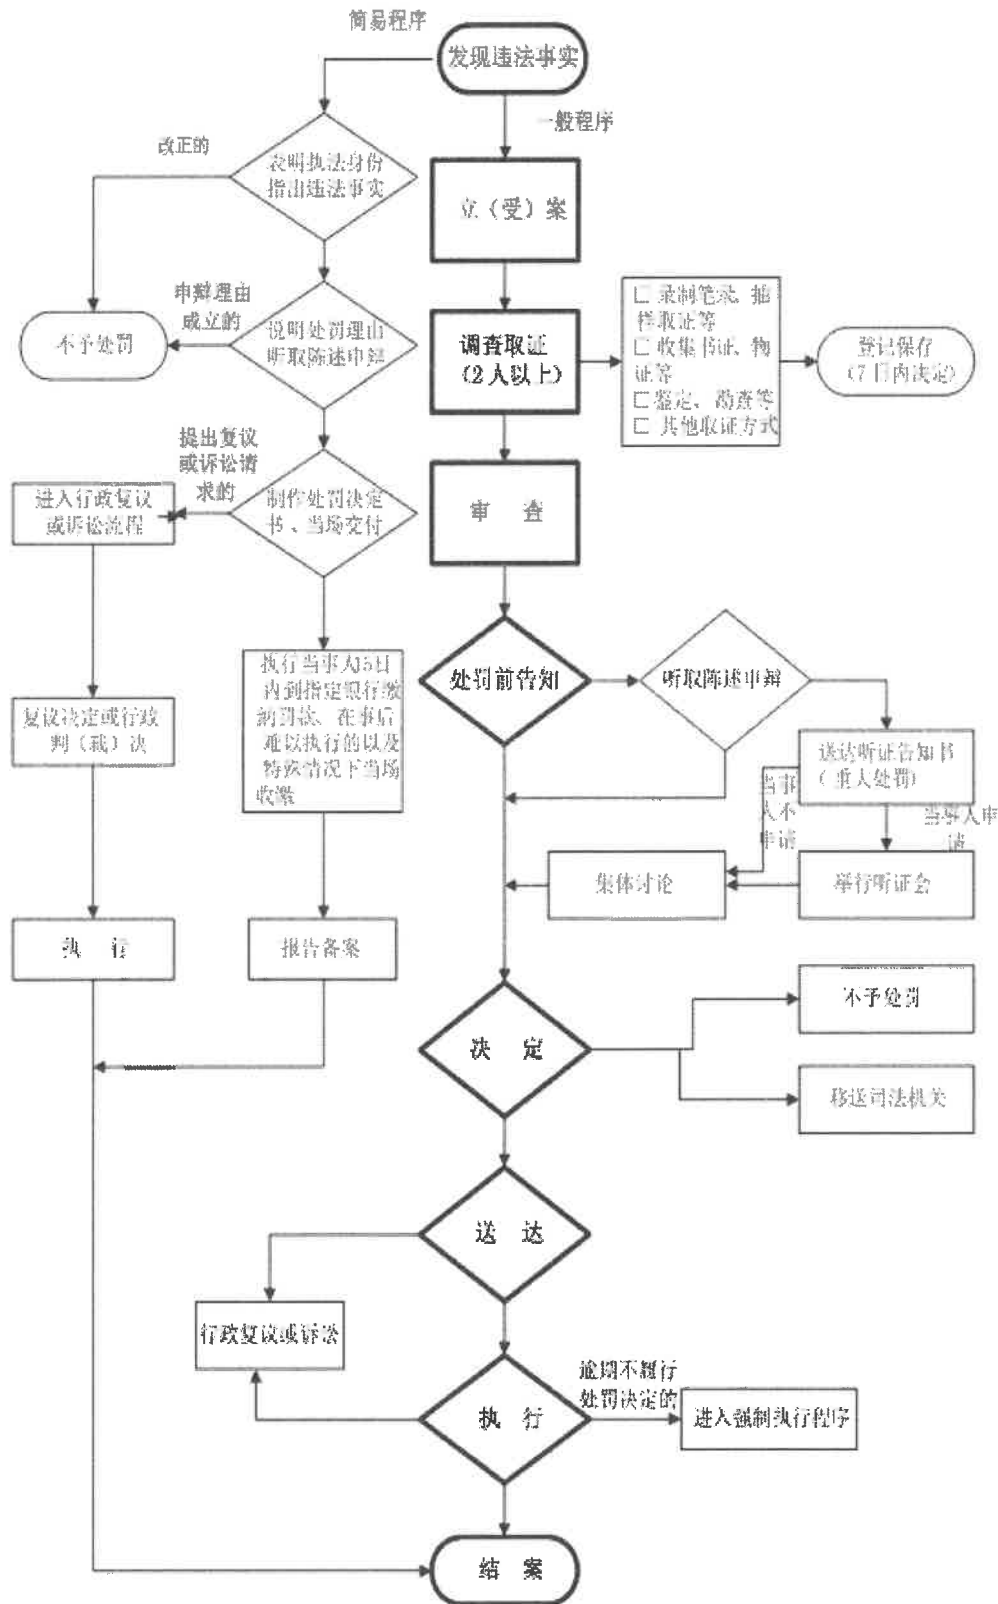 简易程序
发现违法事实
一般程序
改正的
表明执法身份
指出违法事实
立（受）案
申辩理由
成立的
不予处罚
说明处罚理由
听取陈述申辩
调查取证
（2人以上）
□ 录制笔录、抽
样取证等
□ 收集书证、物
证等
□ 鉴定、勘查等
□ 其他取证方式
登记保存
（7日内决定）
提出复议
或诉讼请
求的
进入行政复议
或诉讼流程
制作处罚决定
书、当场交付
审 查
处罚前告知
听取陈述申辩
执行当事人15日
内到指定银行缴
纳罚款，在事后
难以执行的以及
特殊情况下当场
收缴
复议决定或行政
判（裁）决
送达听证告知书
（重大处罚）
当事
人不
申请
当事人申
请
集体讨论
举行听证会
执 行
报告备案
不予处罚
决 定
移送司法机关
送 达
行政复议或诉讼
逾期不履行
处罚决定的
执 行
进入强制执行程序
结 案